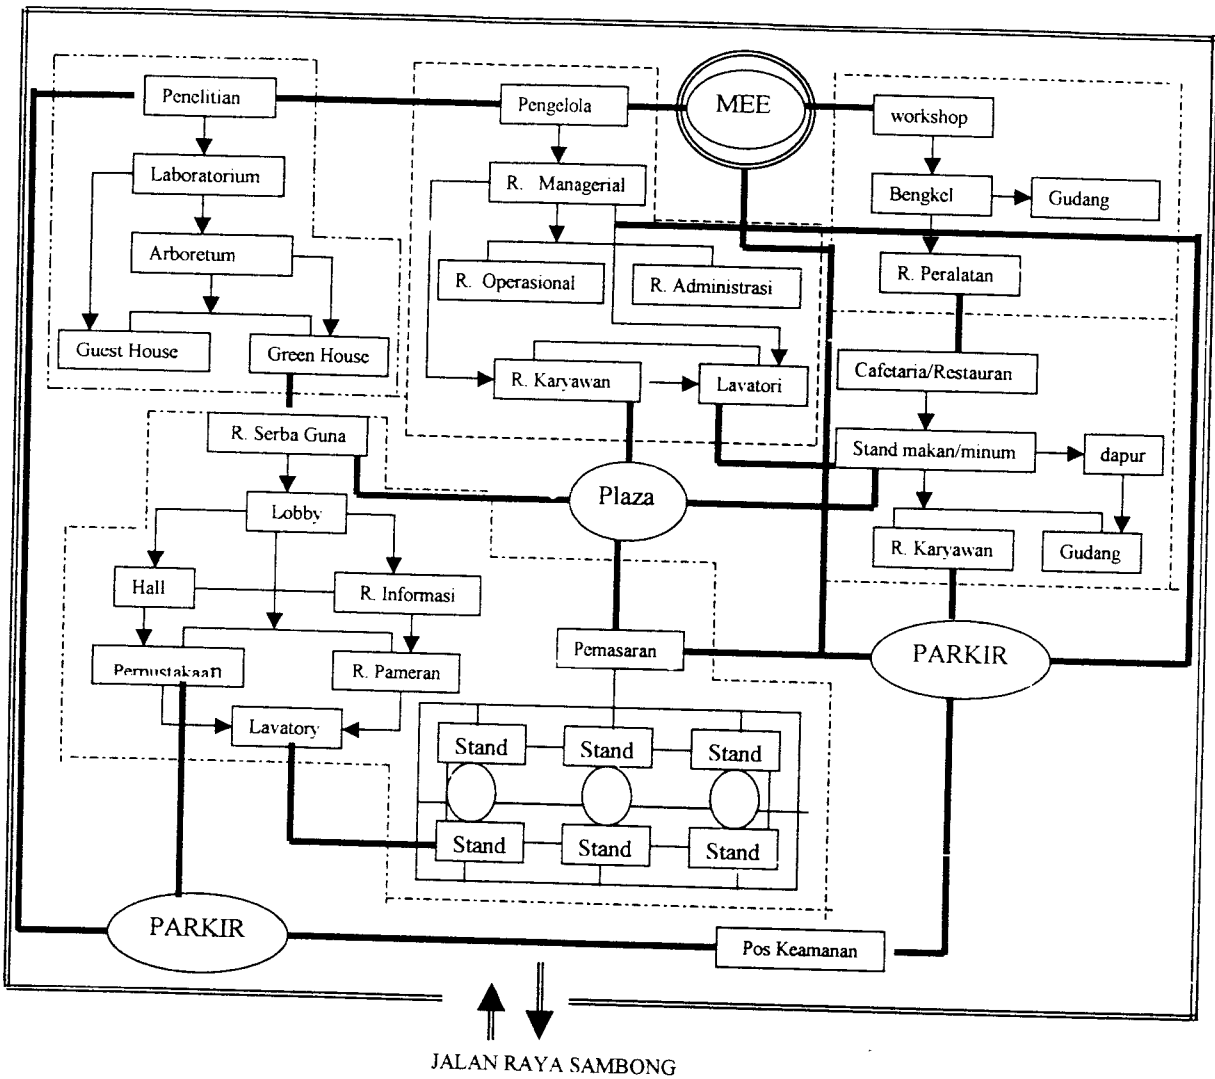 Penelitian
Pengelola
MEE
workshop
Laboratorium
R. Managerial
Bengkel
Gudang
Arboretum
R. Operasional
R. Administrasi
R. Peralatan
Guest House
Green House
R. Karyawan
Lavatori
Cafetaria/Restauran
R. Serba Guna
Stand makan/minum
dapur
Plaza
Lobby
R. Karyawan
Gudang
Hall
R. Informasi
Pemasaran
PARKIR
Perpustakaan
R. Pameran
Lavatory
Stand
Stand
Stand
Stand
Stand
Stand
PARKIR
Pos Keamanan
JALAN RAYA SAMBONG